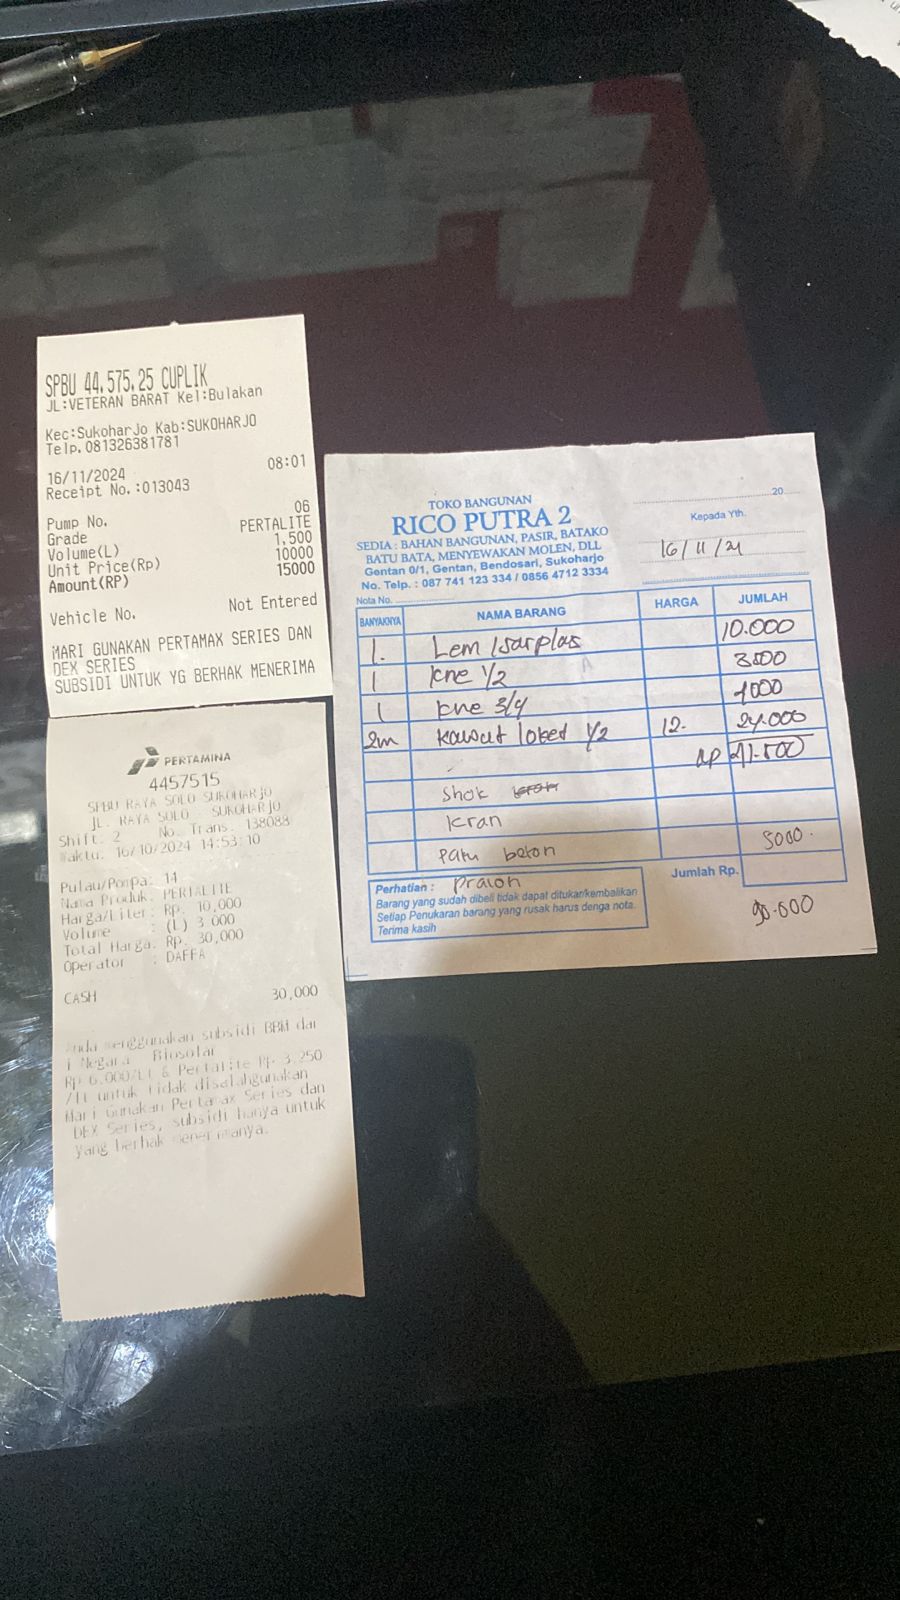 SPBU 44.575.25 CUPLIK
JL:VETERAN BARAT Kel:Bulakan
Kec:SukoharJo Kab:SUKOHARJO
Telp.081326381781
16/11/2024 08:01
Receipt No.:013043
Pump No. 06
Grade PERTALITE
Volume(L) 1,500
Unit Price(Rp) 10000
Amount(RP) 15000
Vehicle No. Not Entered
MARI GUNAKAN PERTAMAX SERIES DAN
DEX SERIES
SUBSIDI UNTUK YG BERHAK MENERIMA
PERTAMINA
4457515
SPBU RAYA SOLO SUKOHARJO
JL. RAYA SOLO - SUKOHARJO
Shift: 2 No. Trans: 138088
Waktu: 16/10/2024 14:53:10
Pulau/Pompa: 14
Nama Produk: PERTALITE
Harga/Liter: Rp. 10,000
Volume : (L) 3.000
Total Harga: Rp. 30,000
Operator : DAFFA
CASH 30,000
Anda menggunakan subsidi BBM dar
i Negara Biosolar
Rp 6.000/Lt & Pertalite Rp 3.250
/lt untuk tidak disalahgunakan
Mari Gunakan Pertamax Series dan
DEX Series, subsidi hanya untuk
yang berhak menerimanya.
TOKO BANGUNAN
RICO PUTRA 2
SEDIA : BAHAN BANGUNAN, PASIR, BATAKO
BATU BATA, MENYEWAKAN MOLEN, DLL
Gentan 0/1, Gentan, Bendosari, Sukoharjo
No. Telp. : 087 741 123 334 / 0856 4712 3334
20
Kepada Yth.
16/11/24
Nota No.
BANYAKNYA NAMA BARANG HARGA JUMLAH
1. Lem Isarplas 10.000
1 kne 1/2 3500
1 kne 3/4 4000
2m kawat loket 1/2 12. 24.000
Rp 41.500
Shok
Kran
Paku beton 5000.
Pralon
Jumlah Rp.
90.000
Perhatian :
Barang yang sudah dibeli tidak dapat ditukar/kembalikan
Setiap Penukaran barang yang rusak harus denga nota.
Terima kasih